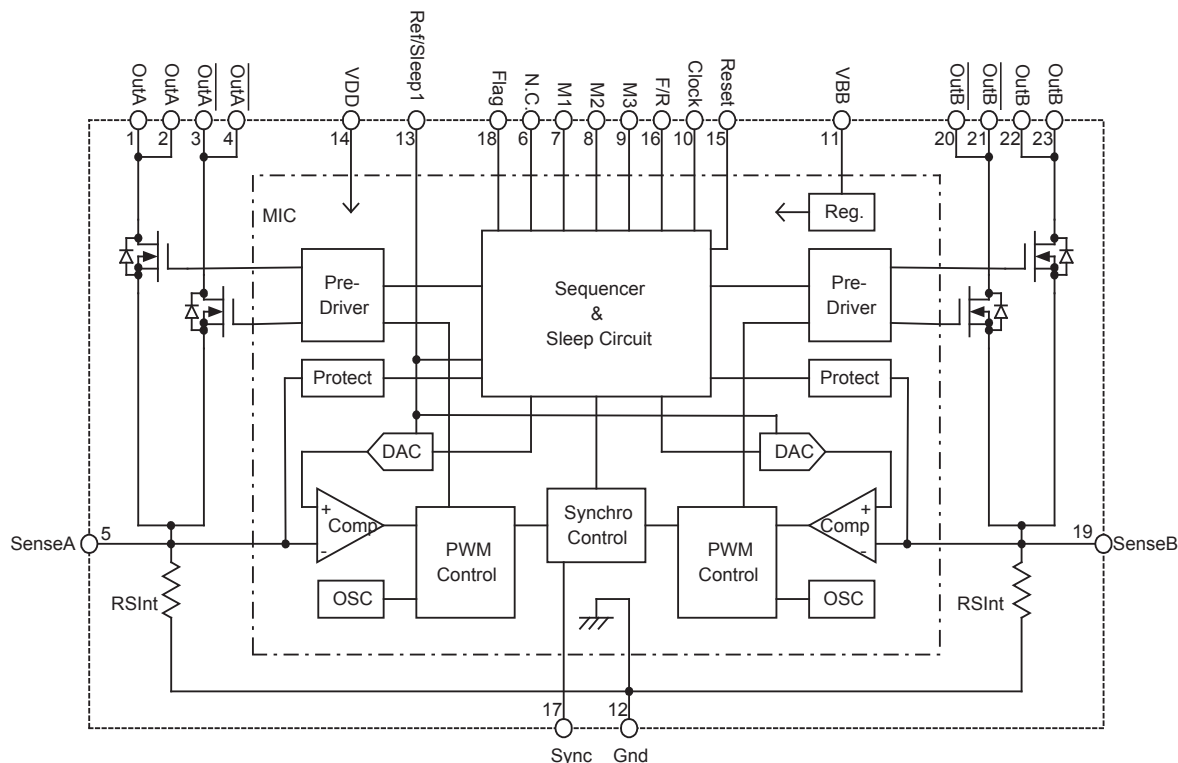 OutA
OutA
OutA
OutA
VDD
Ref/Sleep1
Flag
N.C.
M1
M2
M3
F/R
Clock
Reset
VBB
OutB
OutB
OutB
OutB
1
2
3
4
14
13
18
6
7
8
9
16
10
15
11
20
21
22
23
MIC
Reg.
Pre-
Driver
Sequencer
&
Sleep Circuit
Pre-
Driver
Protect
Protect
DAC
DAC
+
Comp
-
Synchro
Control
+
Comp
-
SenseA
5
19
SenseB
PWM
Control
PWM
Control
RSInt
OSC
OSC
RSInt
17
12
Sync
Gnd